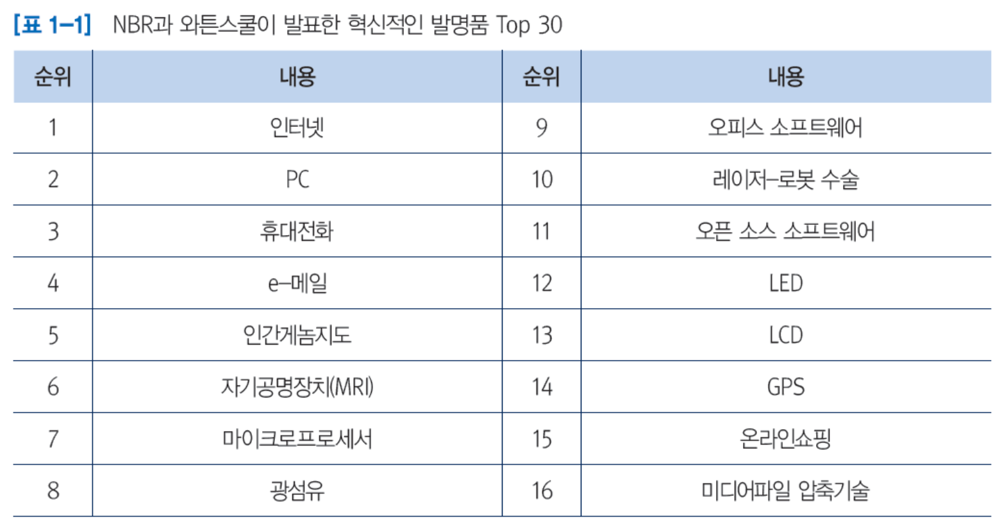 [표 1-1] NBR과 와튼스쿨이 발표한 혁신적인 발명품 Top 30
순위 내용 순위 내용
1 인터넷 9 오피스 소프트웨어
2 PC 10 레이저-로봇 수술
3 휴대전화 11 오픈 소스 소프트웨어
4 e-메일 12 LED
5 인간게놈지도 13 LCD
6 자기공명장치(MRI) 14 GPS
7 마이크로프로세서 15 온라인쇼핑
8 광섬유 16 미디어파일 압축기술